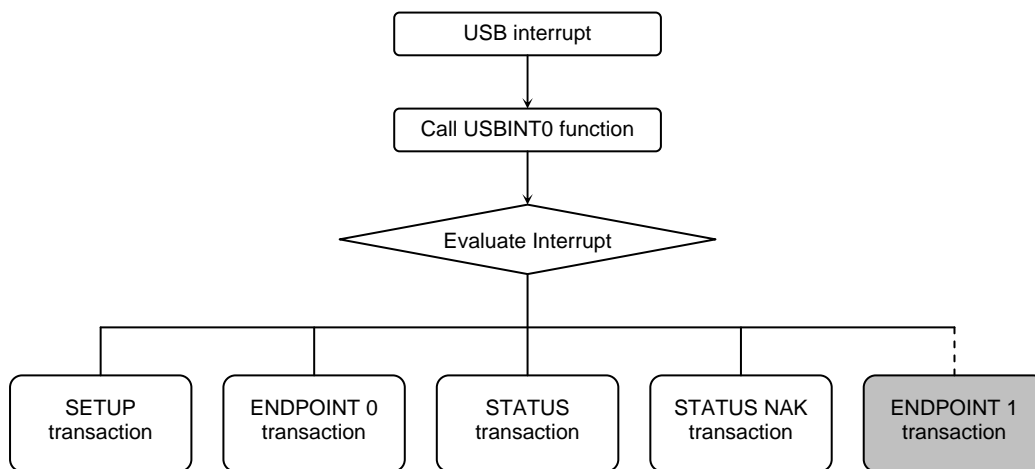 USB interrupt
Call USBINT0 function
Evaluate Interrupt
SETUP
transaction
ENDPOINT 0
transaction
STATUS
transaction
STATUS NAK
transaction
ENDPOINT 1
transaction